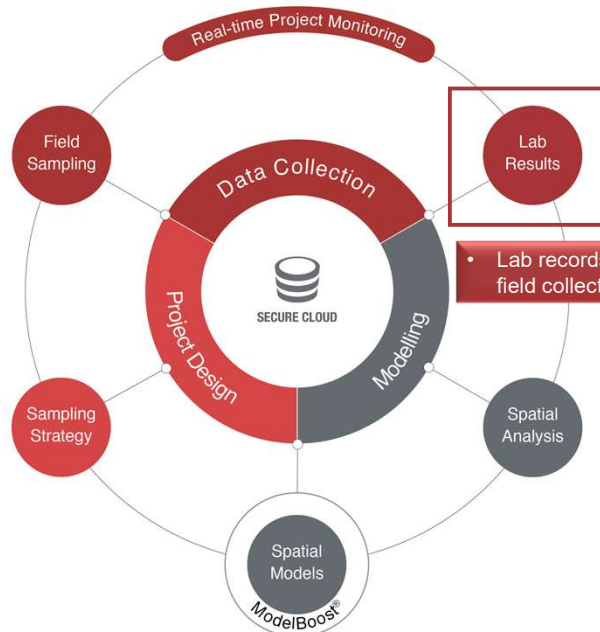 Real-time Project Monitoring
Field
Sampling
Lab
Results
Data Collection
• Lab records
field collect
SECURE CLOUD
Project Design
Modelling
Sampling
Strategy
Spatial
Analysis
Spatial
Models
ModelBoost®